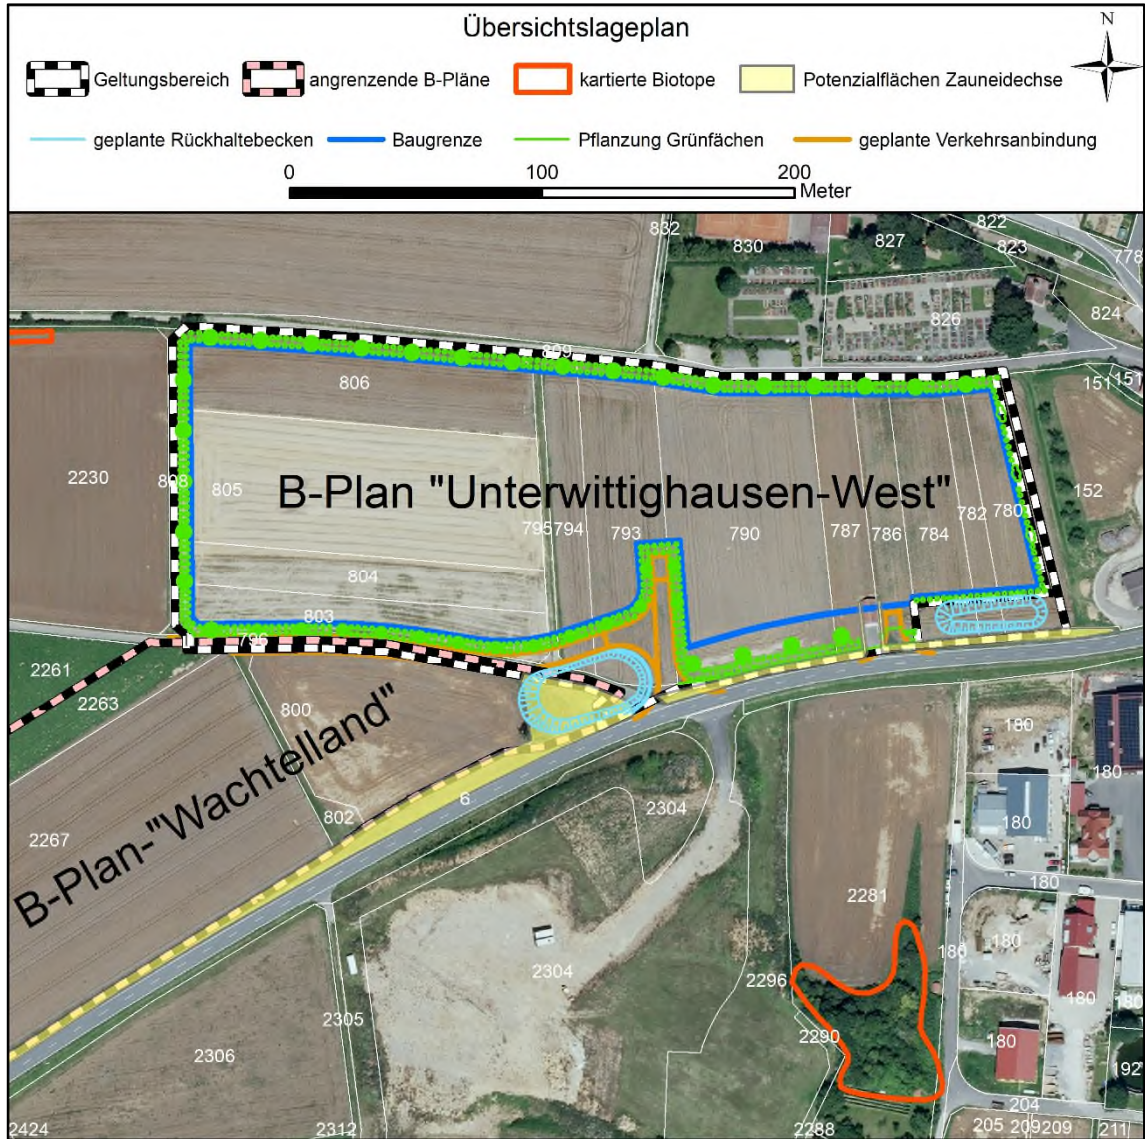 Übersichtslageplan
N
Geltungsbereich angrenzende B-Pläne kartierte Biotope Potenzialflächen Zauneidechse
geplante Rückhaltebecken Baugrenze Pflanzung Grünfächen geplante Verkehrsanbindung
0 100 200
Meter
832 830 827 822
823 778
824
826
809
151 151
806
2230 808 805
B-Plan "Unterwittighausen-West"
152
795 794 793 790 787 786 784 782 780
804
803
796
2261
2263
800
B-Plan-"Wachtelland"
802
6
2267
2304
180
180
180
2281
180
180 180
2304
2296
180
180
2305
2290
180
2306
192
204
2424 2312 2288 205 209 209 211